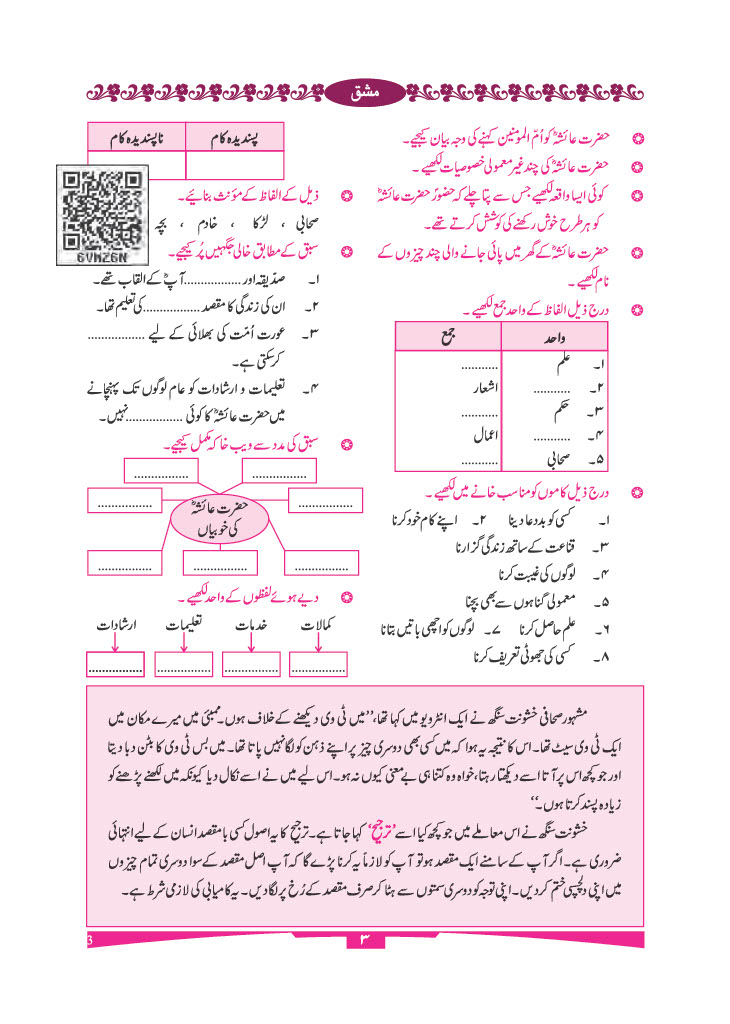 مشق
حضرت عائشہؓ کو اُمّ المومنین کہنے کی وجہ بیان کیجیے۔
حضرت عائشہؓ کی چند غیر معمولی خصوصیات لکھیے۔
کوئی ایسا واقعہ لکھیے جس سے پتا چلے کہ حضورؐ حضرت عائشہؓ
کو ہر طرح خوش رکھنے کی کوشش کرتے تھے۔
حضرت عائشہؓ کے گھر میں پائی جانے والی چند چیزوں کے
نام لکھیے۔
درج ذیل الفاظ کے واحد جمع لکھیے۔
واحد جمع
۱۔ علم ...........
۲۔ ........... اشعار
۳۔ حکم ...........
۴۔ ........... اعمال
۵۔ صحابی ...........
درج ذیل کاموں کو مناسب خانے میں لکھیے۔
۱۔ کسی کو بددعا دینا ۲۔ اپنے کام خود کرنا
۳۔ قناعت کے ساتھ زندگی گزارنا
۴۔ لوگوں کی غیبت کرنا
۵۔ معمولی گناہوں سے بھی بچنا
۶۔ علم حاصل کرنا ۷۔ لوگوں کو اچھی باتیں بتانا
۸۔ کسی کی جھوٹی تعریف کرنا
پسندیدہ کام ناپسندیدہ کام
6VMZ6N
ذیل کے الفاظ کے مؤنث بنائیے۔
صحابی ، لڑکا ، خادم ، بچہ
سبق کے مطابق خالی جگہیں پُر کیجیے۔
۱۔ صدّیقہ اور.................آپؓ کے القاب تھے۔
۲۔ ان کی زندگی کا مقصد .................کی تعلیم تھا۔
۳۔ عورت اُمّت کی بھلائی کے لیے .................
کرسکتی ہے۔
۴۔ تعلیمات و ارشادات کو عام لوگوں تک پہنچانے
میں حضرت عائشہؓ کا کوئی .................نہیں۔
سبق کی مدد سے ویب خاکہ مکمل کیجیے۔
................ ................
................ ................
حضرت عائشہؓ
کی خوبیاں
................ ................ ................
دیے ہوئے لفظوں کے واحد لکھیے۔
کمالات خدمات تعلیمات ارشادات
................ ................ ................ ................
مشہور صحافی خشونت سنگھ نے ایک انٹرویو میں کہا تھا، ’’میں ٹی وی دیکھنے کے خلاف ہوں۔ ممبئی میں میرے مکان میں
ایک ٹی وی سیٹ تھا۔ اس کا نتیجہ یہ ہوا کہ میں کسی بھی دوسری چیز پر اپنے ذہن کو لگا نہیں پاتا تھا۔ میں بس ٹی وی کا بٹن دبا دیتا
اور جو کچھ اس پر آتا اسے دیکھتا رہتا، خواہ وہ کتنا ہی بے معنی کیوں نہ ہو۔ اس لیے میں نے اسے نکال دیا کیونکہ میں لکھنے پڑھنے کو
زیادہ پسند کرتا ہوں۔‘‘
خشونت سنگھ نے اس معاملے میں جو کچھ کیا اسے ’ترجیح‘ کہا جاتا ہے۔ ترجیح کا یہ اصول کسی با مقصد انسان کے لیے انتہائی
ضروری ہے۔ اگر آپ کے سامنے ایک مقصد ہو تو آپ کو لازماً یہ کرنا پڑے گا کہ آپ اصل مقصد کے سوا دوسری تمام چیزوں
میں اپنی دلچسپی ختم کردیں۔ اپنی توجہ کو دوسری سمتوں سے ہٹا کر صرف مقصد کے رُخ پر لگا دیں۔ یہ کامیابی کی لازمی شرط ہے۔
۳
3